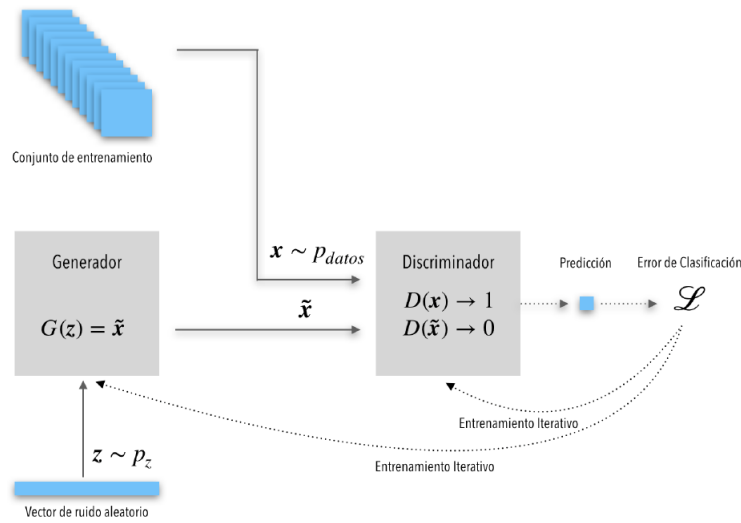 Conjunto de entrenamiento
x ~ p_datos
Generador
G(z) = x̃
x̃
Discriminador
D(x) → 1
D(x̃) → 0
Predicción
Error de Clasificación
ℒ
Entrenamiento Iterativo
Entrenamiento Iterativo
z ~ p_z
Vector de ruido aleatorio